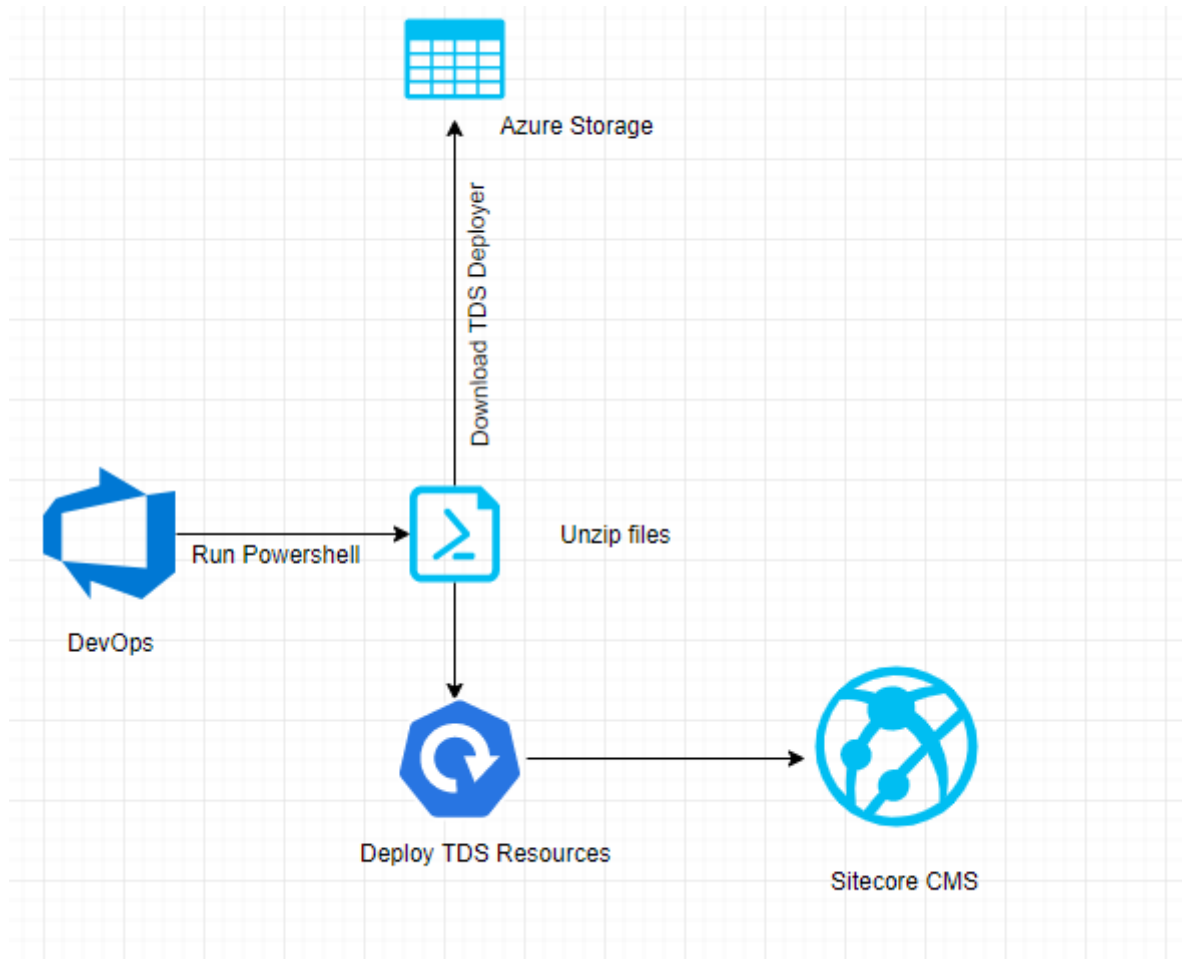 Azure Storage
Download TDS Deployer
Run Powershell
Unzip files
DevOps
Deploy TDS Resources
Sitecore CMS